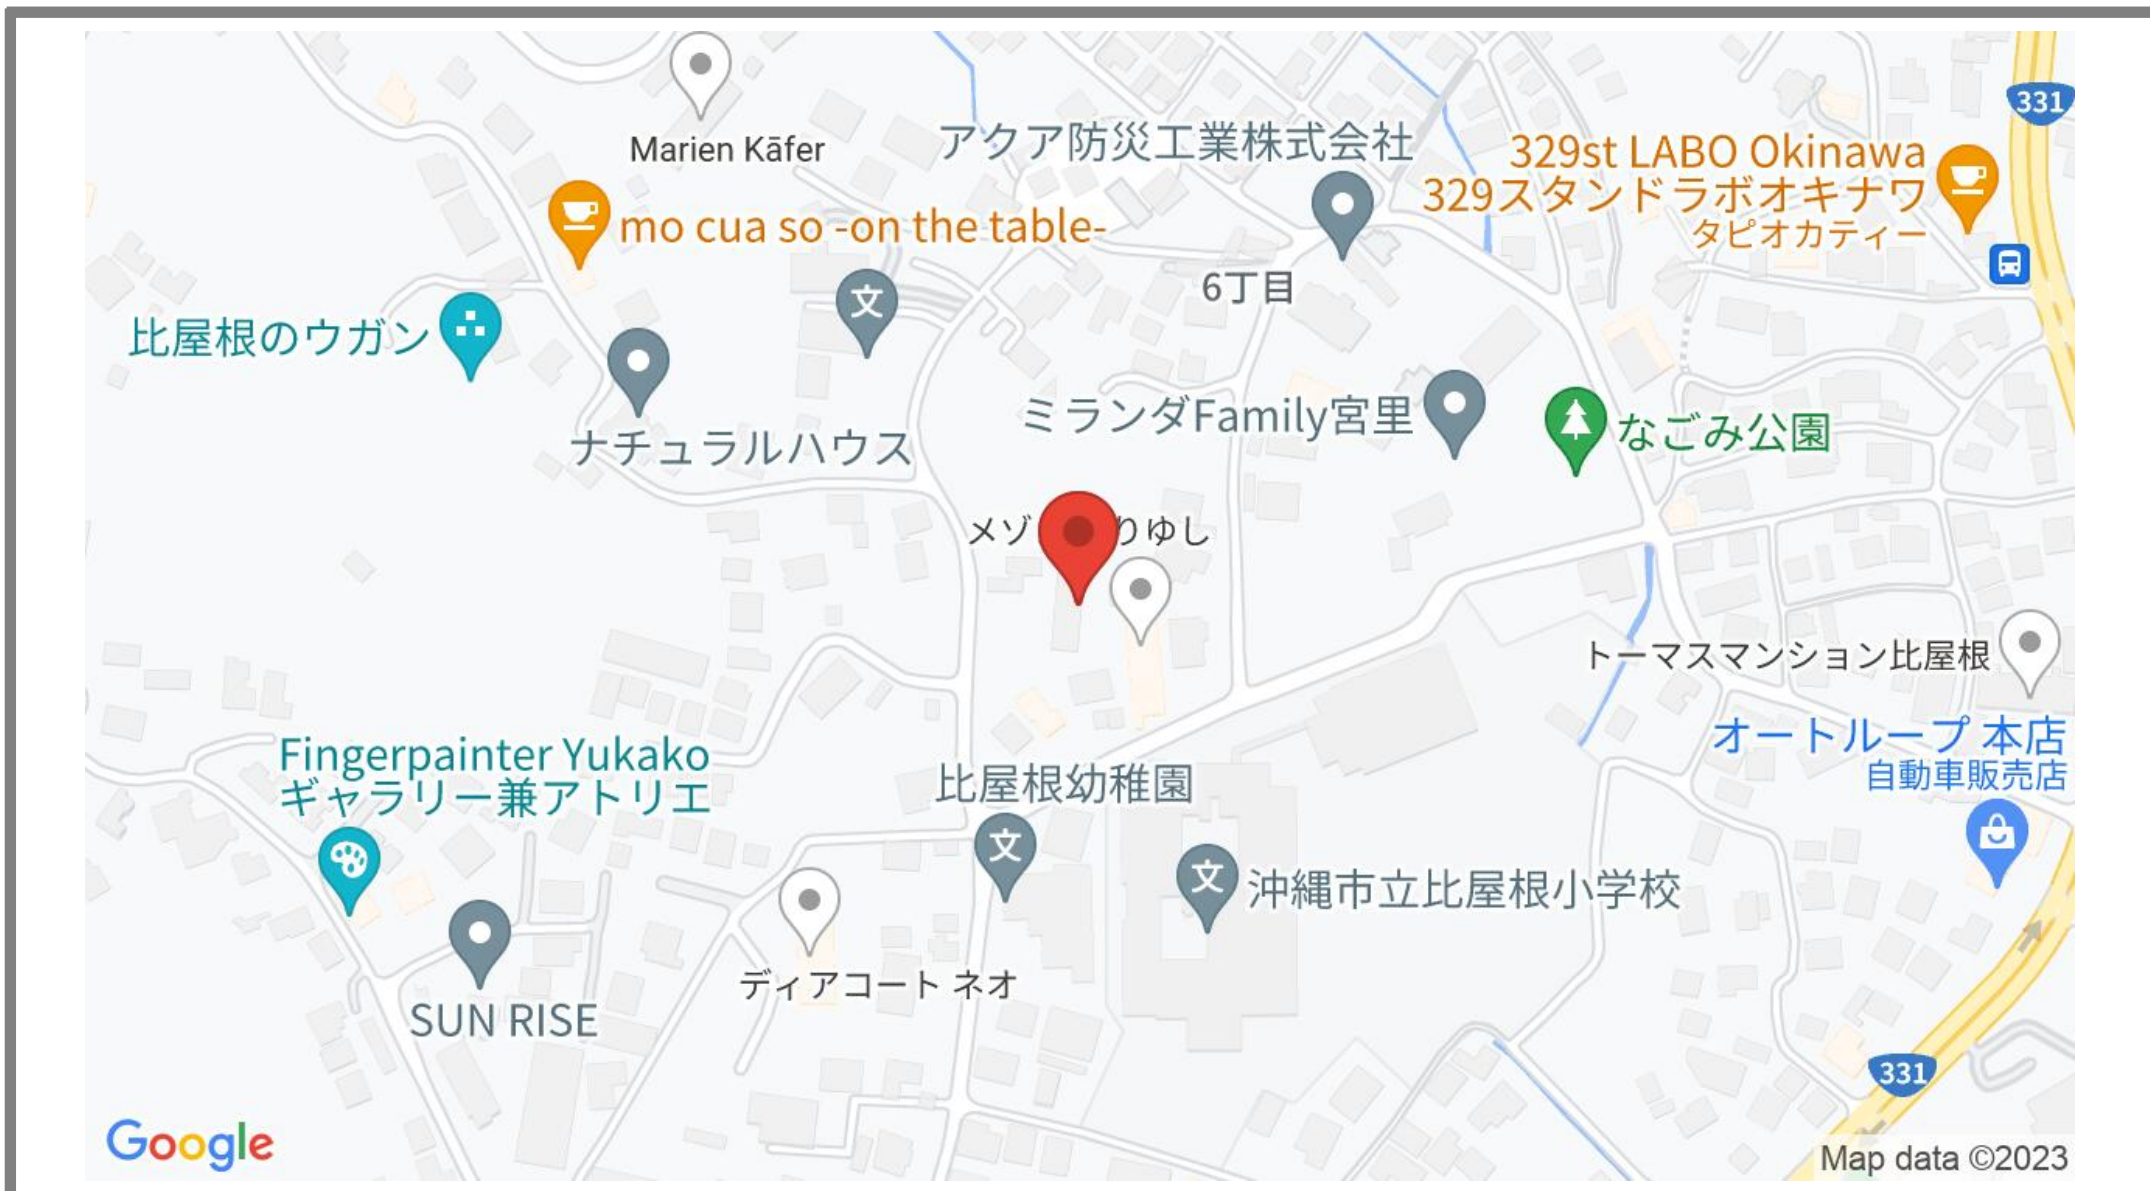 331
Marien Kāfer
アクア防災工業株式会社
329st LABO Okinawa
329スタンドラボオキナワ
タピオカティー
mo cua so -on the table-
6丁目
文
比屋根のウガン
ナチュラルハウス
ミランダFamily宮里
なごみ公園
メゾ りゆし
トーマスマンション比屋根
オートループ 本店
自動車販売店
Fingerpainter Yukako
ギャラリー兼アトリエ
比屋根幼稚園
文
文
沖縄市立比屋根小学校
ディアコート ネオ
SUN RISE
331
Google
Map data ©2023